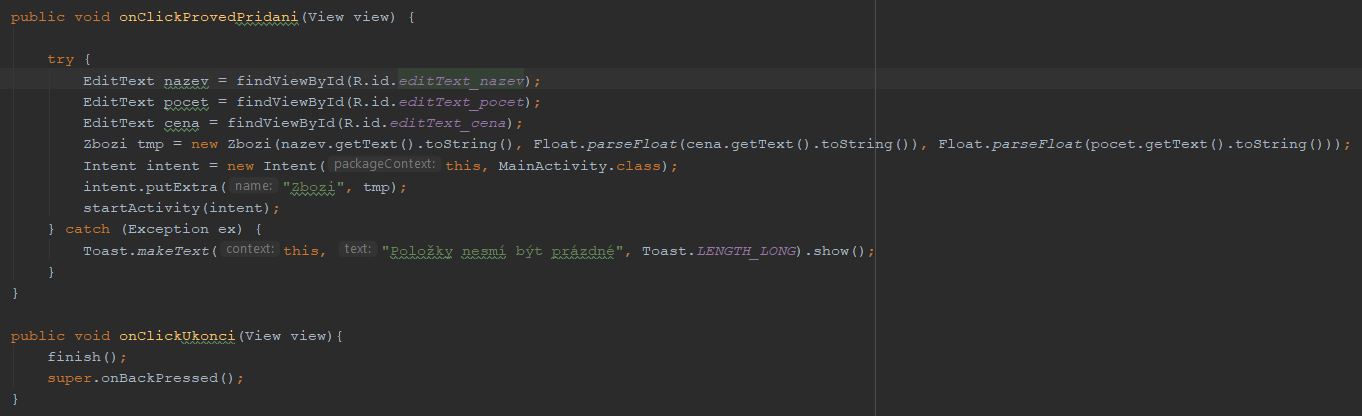 public void onClickProvedPridani(View view) {
try {
EditText nazev = findViewById(R.id.editText_nazev);
EditText pocet = findViewById(R.id.editText_pocet);
EditText cena = findViewById(R.id.editText_cena);
Zbozi tmp = new Zbozi(nazev.getText().toString(), Float.parseFloat(cena.getText().toString()), Float.parseFloat(pocet.getText().toString()));
Intent intent = new Intent( packageContext: this, MainActivity.class);
intent.putExtra( name: "Zbozi", tmp);
startActivity(intent);
} catch (Exception ex) {
Toast.makeText( context: this, text: "Položky nesmí být prázdné", Toast.LENGTH_LONG).show();
}
}
public void onClickUkonci(View view){
finish();
super.onBackPressed();
}